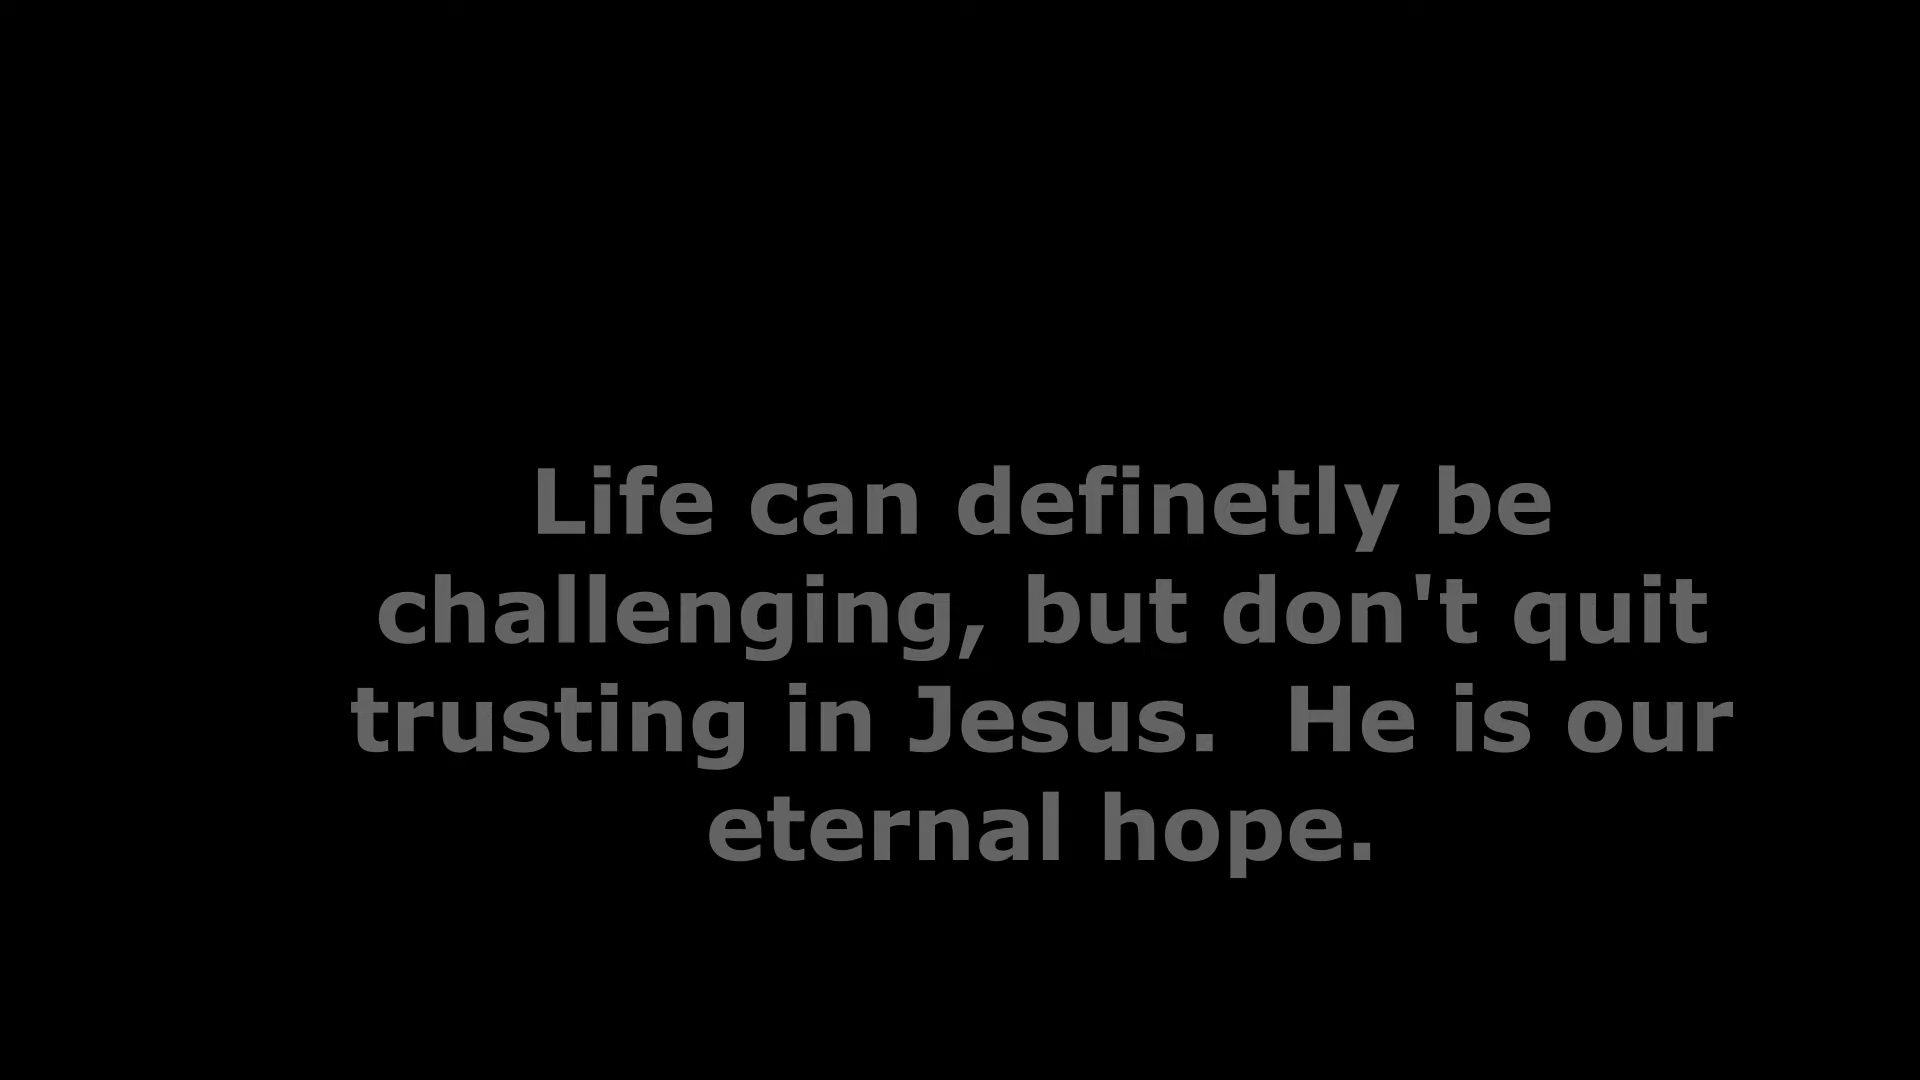 Life can definetly be
challenging, but don't quit
trusting in Jesus.  He is our
eternal hope.